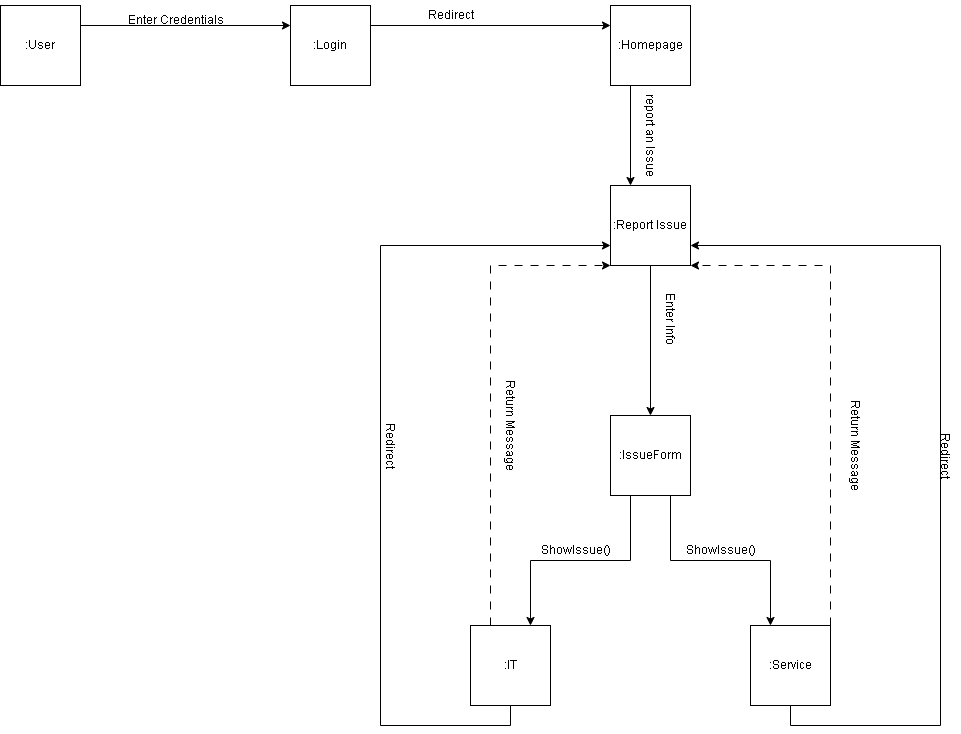 Enter Credentials
Redirect
:User
:Login
:Homepage
report an Issue
:Report Issue
Enter Info
Return Message
Return Message
Redirect
Redirect
:IssueForm
ShowIssue()
ShowIssue()
:IT
:Service